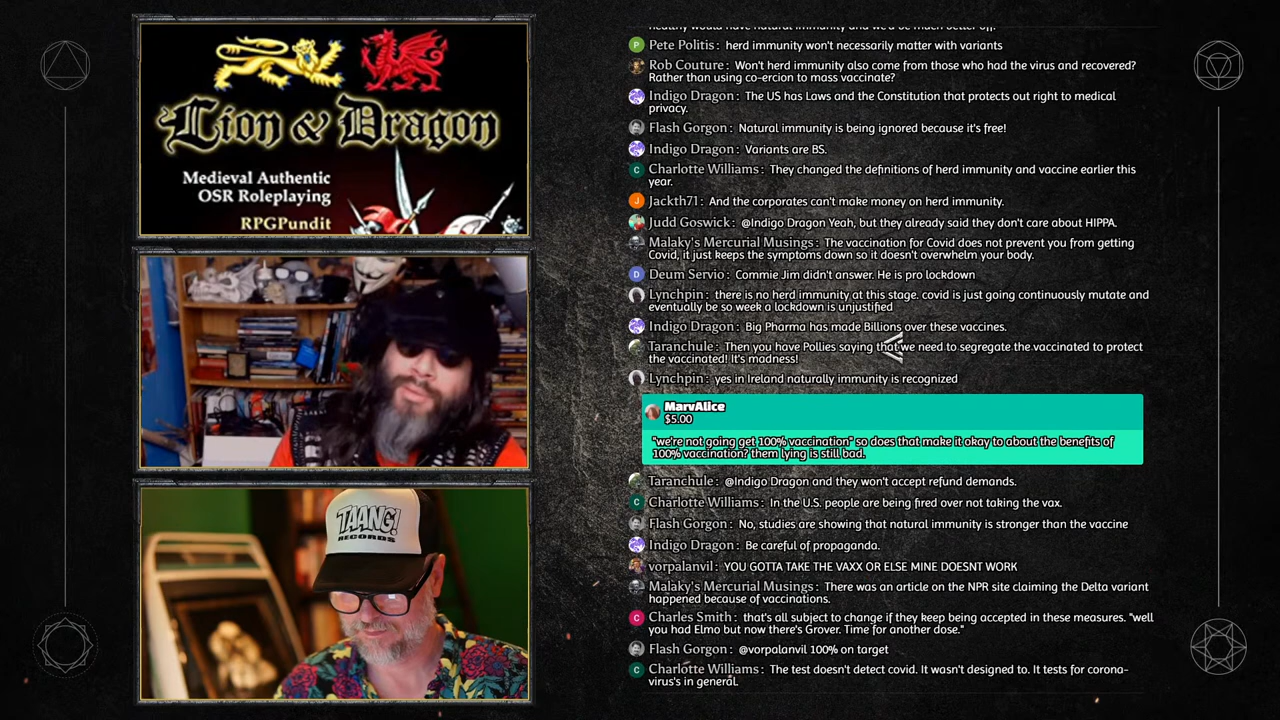 Lion & Dragon
Medieval Authentic
OSR Roleplaying
RPGPundit
TAANG!
RECORDS
healthy would have natural immunity and we'd be much better off.
Pete Politis: herd immunity won't necessarily matter with variants
Rob Couture: Won't herd immunity also come from those who had the virus and recovered?
Rather than using co-ercion to mass vaccinate?
Indigo Dragon: The US has Laws and the Constitution that protects out right to medical
privacy.
Flash Gorgon: Natural immunity is being ignored because it's free!
Indigo Dragon: Variants are BS.
Charlotte Williams: They changed the definitions of herd immunity and vaccine earlier this
year.
Jackth71: And the corporates can't make money on herd immunity.
Judd Goswick: @Indigo Dragon Yeah but they already said they don't care about HIPPA.
Malaky's Mercurial Musings: The vaccination for Covid does not prevent you from getting
Covid, it just keeps the symptoms down so it doesn't overwhelm your body.
Deum Servio: Commie Jim didn't answer. He is pro lockdown
Lynchpin: there is no herd immunity at this stage. covid is just going continuously mutate and
eventually be so week a lockdown is unjustified
Indigo Dragon: Big Pharma has made Billions over these vaccines.
Taranchule: Then you have Pollies saying that we need to segregate the vaccinated to protect
the vaccinated! It's madness!
Lynchpin: yes in Ireland naturally immunity is recognized
MarvAlice
$5.00
"we're not going get 100% vaccination" so does that make it okay to about the benefits of
100% vaccination? them lying is still bad.
Taranchule: @Indigo Dragon and they won't accept refund demands.
Charlotte Williams: In the U.S. people are being fired over not taking the vax.
Flash Gorgon: No, studies are showing that natural immunity is stronger than the vaccine
Indigo Dragon: Be careful of propaganda.
vorpalanvil: YOU GOTTA TAKE THE VAXX OR ELSE MINE DOESNT WORK
Malaky's Mercurial Musings: There was an article on the NPR site claiming the Delta variant
happened because of vaccinations.
Charles Smith: that's all subject to change if they keep being accepted in these measures. "well
you had Elmo but now there's Grover. Time for another dose."
Flash Gorgon: @vorpalanvil 100% on target
Charlotte Williams: The test doesn't detect covid. It wasn't designed to. It tests for corona-
virus's in general.